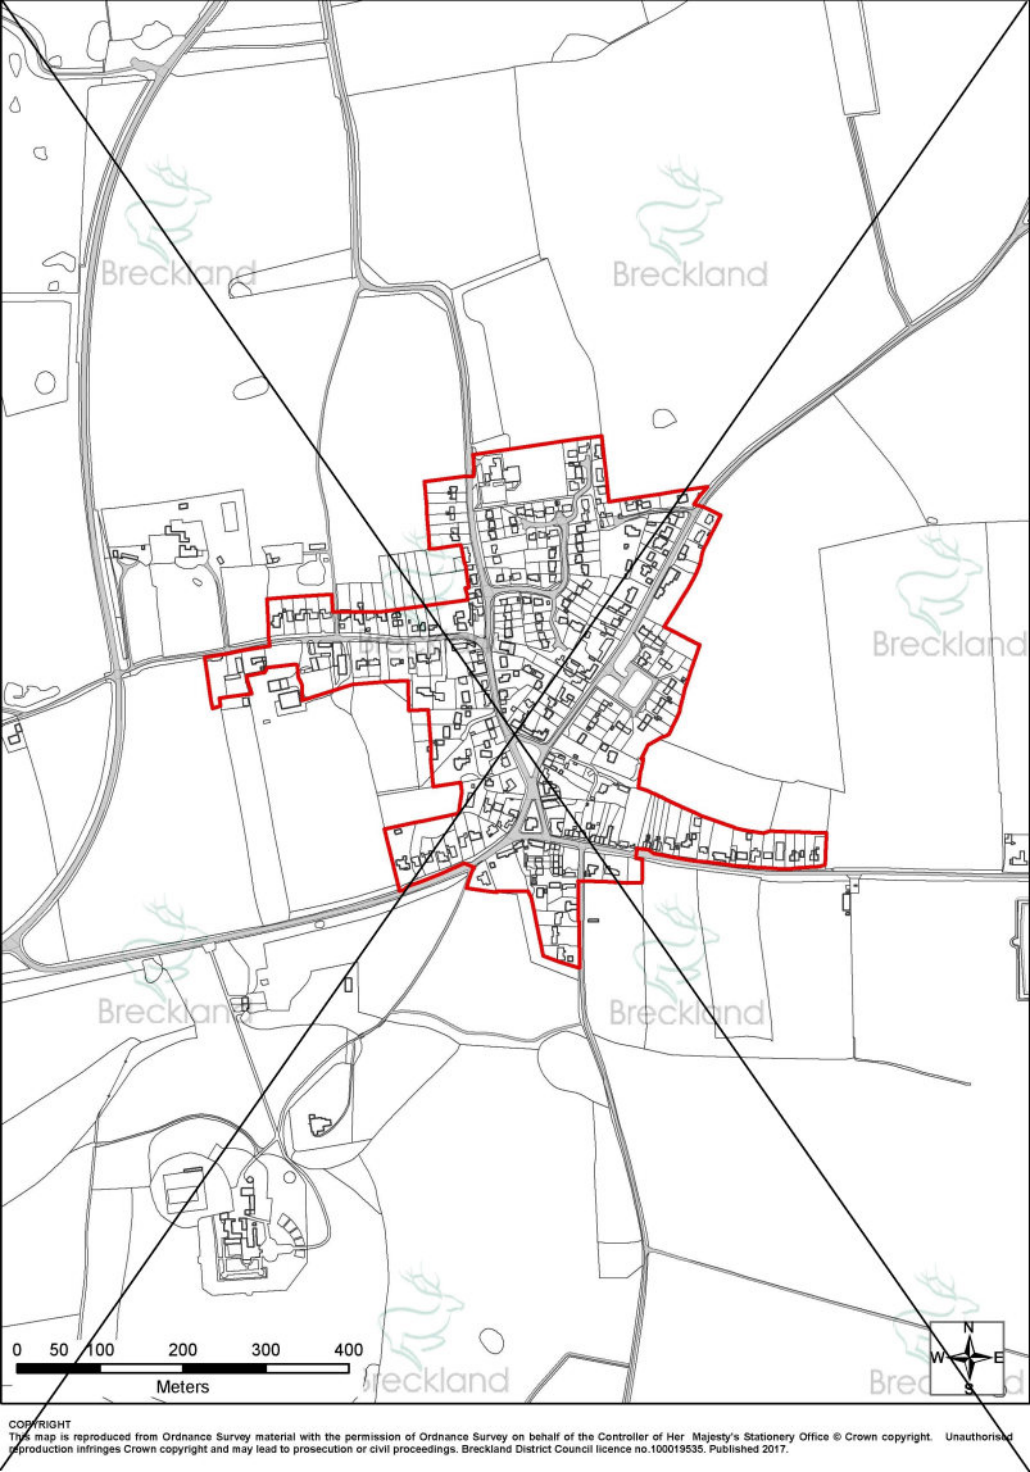 Breckland
Breckland
Breckland
Breckland
Breckland
Breckland
Breckland
Breckland
N
W E
S
0 50 100 200 300 400
Meters
COPYRIGHT
This map is reproduced from Ordnance Survey material with the permission of Ordnance Survey on behalf of the Controller of Her Majesty's Stationery Office © Crown copyright. Unauthorised
reproduction infringes Crown copyright and may lead to prosecution or civil proceedings. Breckland District Council licence no.100019535. Published 2017.